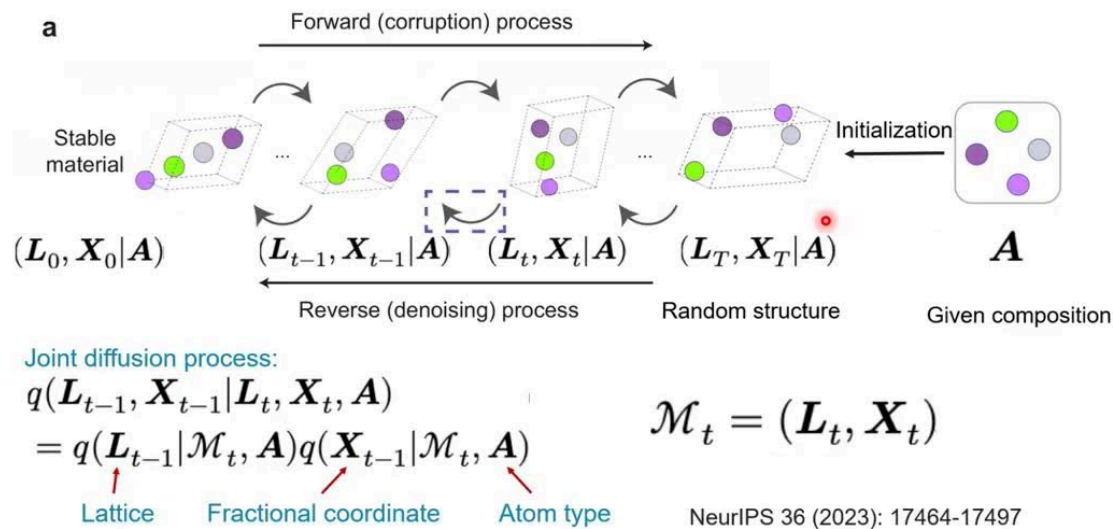 a
Forward (corruption) process
Stable
material
...
...
Initialization
(L₀, X₀|A)
(Lₜ₋₁, Xₜ₋₁|A)
(Lₜ, Xₜ|A)
(L_T, X_T|A)
A
Reverse (denoising) process
Random structure
Given composition
Joint diffusion process:
q(Lₜ₋₁, Xₜ₋₁|Lₜ, Xₜ, A)
= q(Lₜ₋₁|ℳₜ, A)q(Xₜ₋₁|ℳₜ, A)
ℳₜ = (Lₜ, Xₜ)
Lattice
Fractional coordinate
Atom type
NeurIPS 36 (2023): 17464-17497